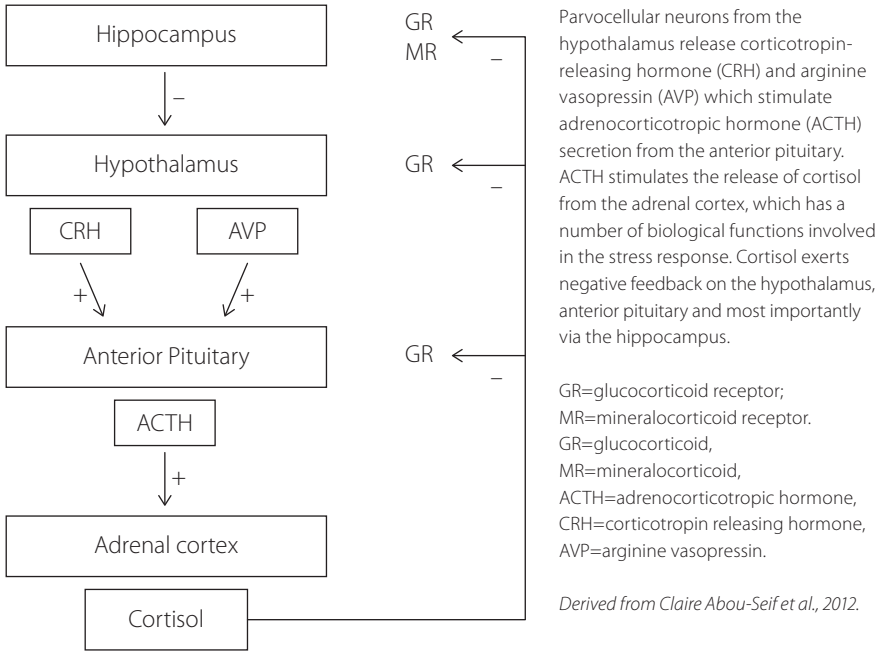 Hippocampus
–
Hypothalamus
CRH
AVP
+
+
Anterior Pituitary
ACTH
+
Adrenal cortex
Cortisol
GR
MR
–
GR
–
GR
–
Parvocellular neurons from the
hypothalamus release corticotropin-
releasing hormone (CRH) and arginine
vasopressin (AVP) which stimulate
adrenocorticotropic hormone (ACTH)
secretion from the anterior pituitary.
ACTH stimulates the release of cortisol
from the adrenal cortex, which has a
number of biological functions involved
in the stress response. Cortisol exerts
negative feedback on the hypothalamus,
anterior pituitary and most importantly
via the hippocampus.
GR=glucocorticoid receptor;
MR=mineralocorticoid receptor.
GR=glucocorticoid,
MR=mineralocorticoid,
ACTH=adrenocorticotropic hormone,
CRH=corticotropin releasing hormone,
AVP=arginine vasopressin.
Derived from Claire Abou-Seif et al., 2012.